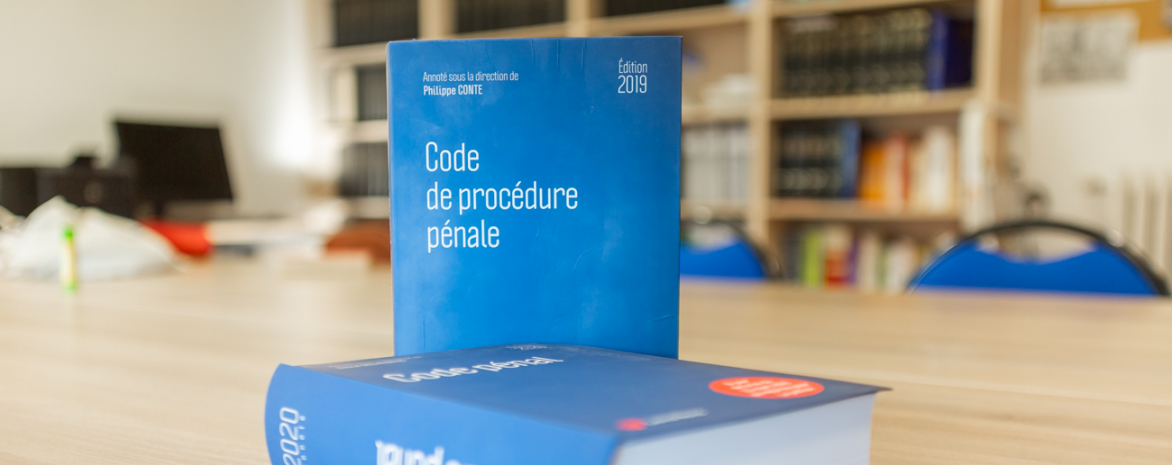 Annoté sous la direction de
Philippe CONTE
Édition
2019
Code
de procédure
pénale
Code pénal
2020